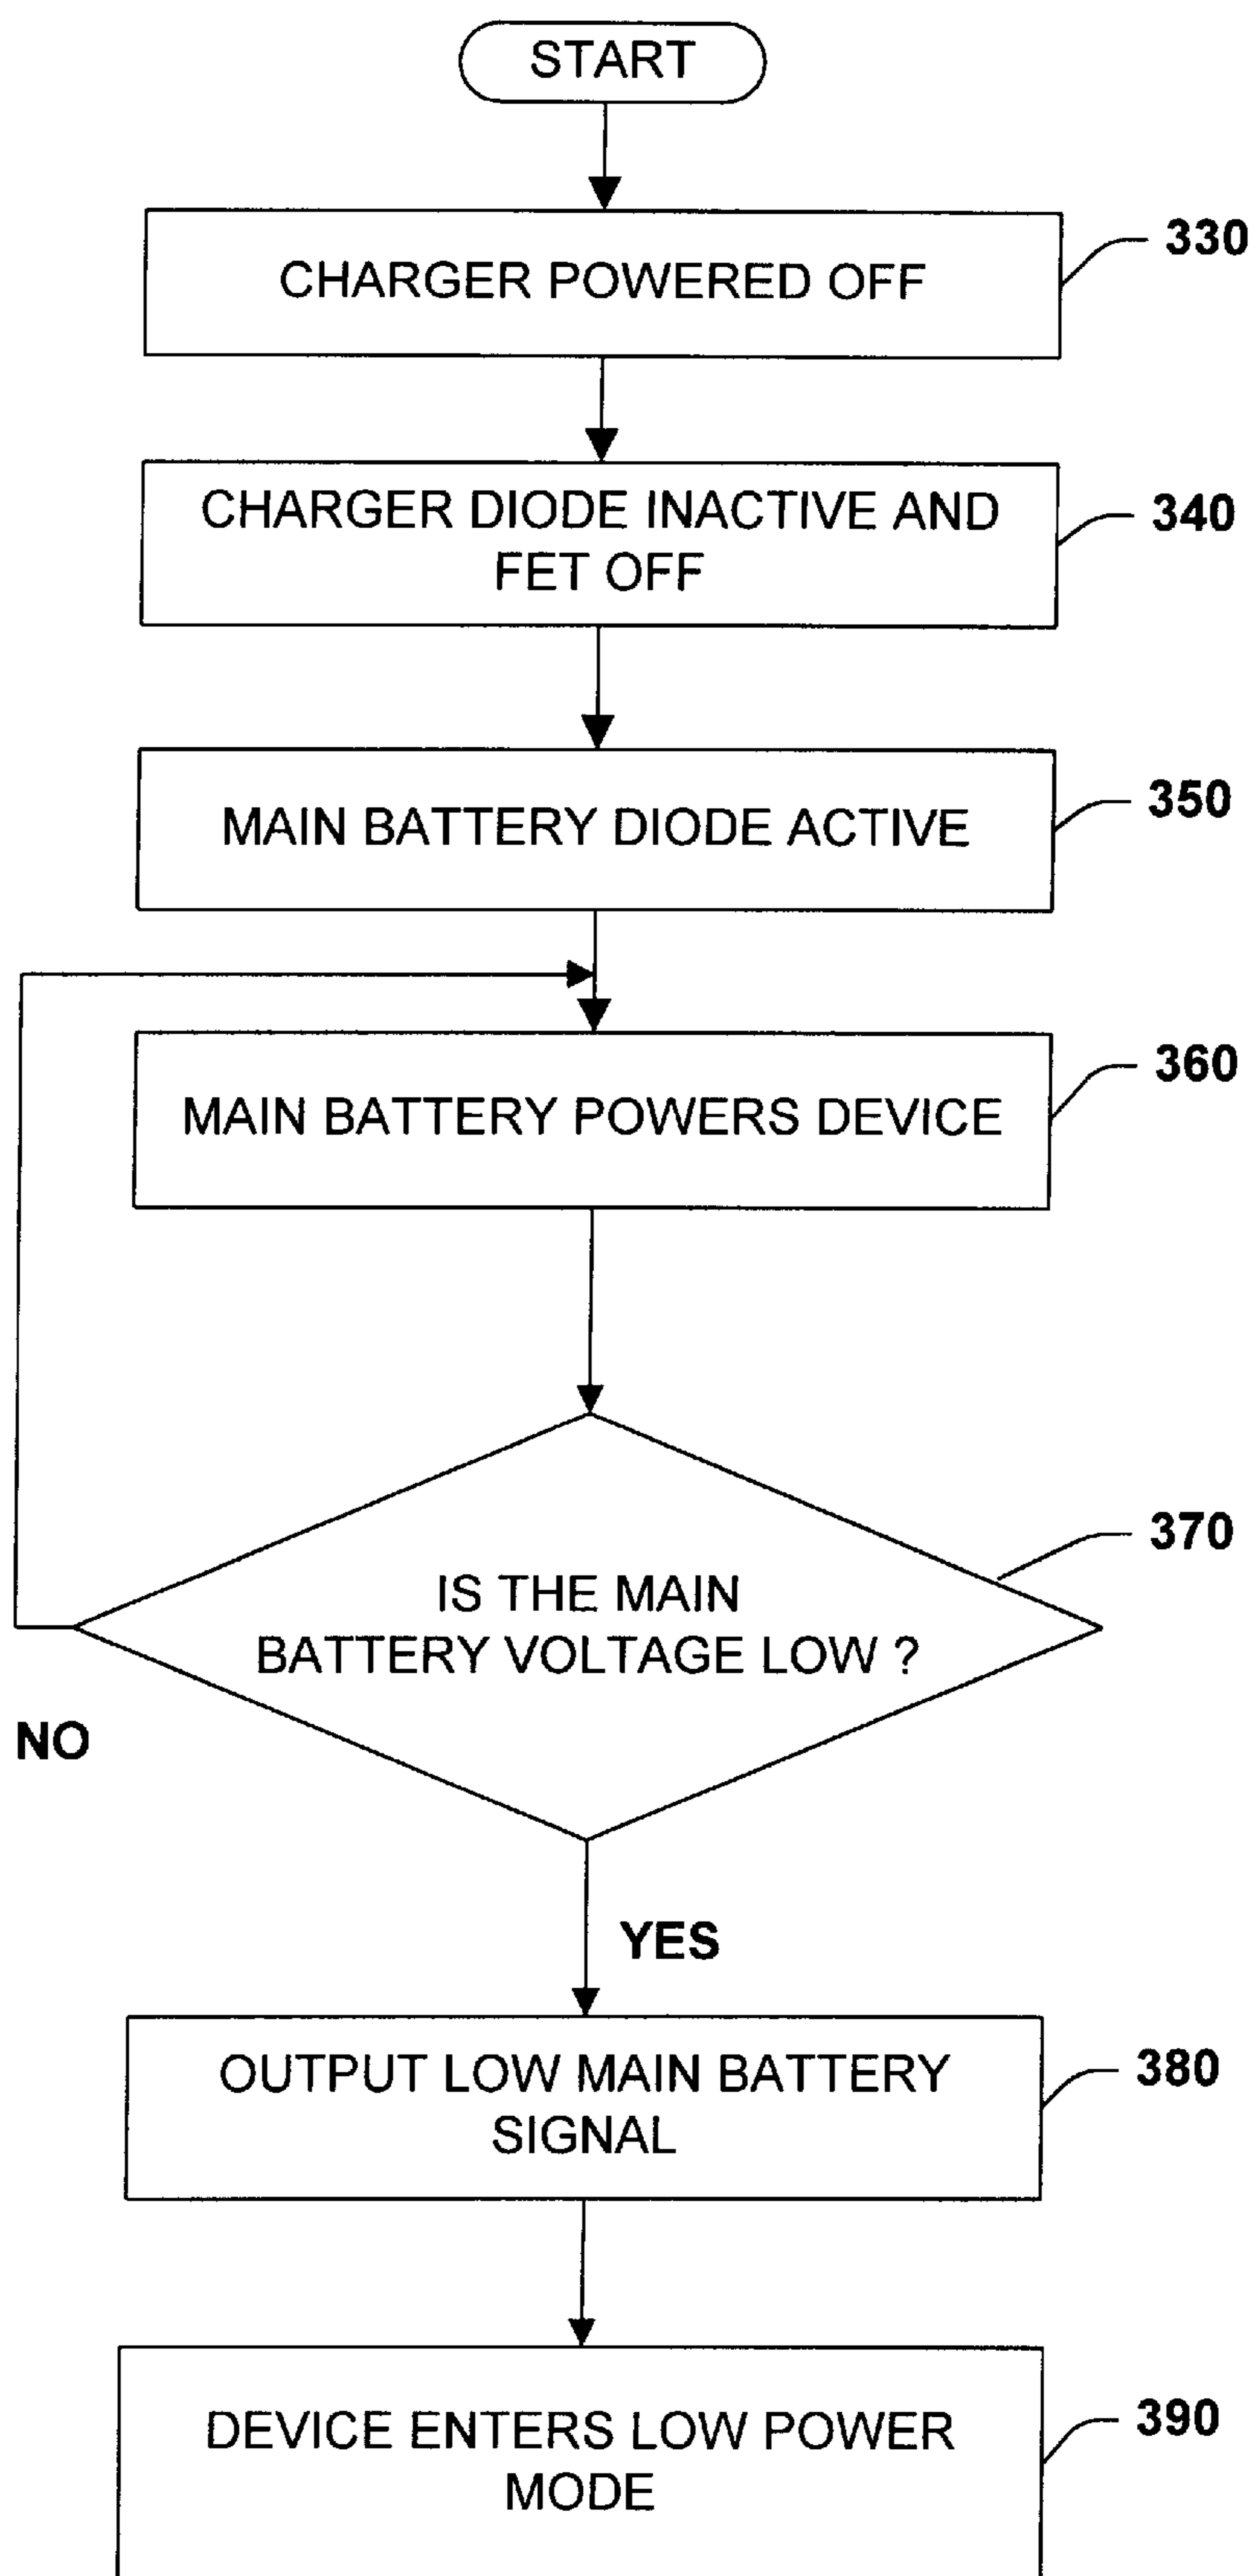 START
CHARGER POWERED OFF
330
CHARGER DIODE INACTIVE AND
FET OFF
340
MAIN BATTERY DIODE ACTIVE
350
MAIN BATTERY POWERS DEVICE
360
IS THE MAIN
BATTERY VOLTAGE LOW ?
370
NO
YES
OUTPUT LOW MAIN BATTERY
SIGNAL
380
DEVICE ENTERS LOW POWER
MODE
390